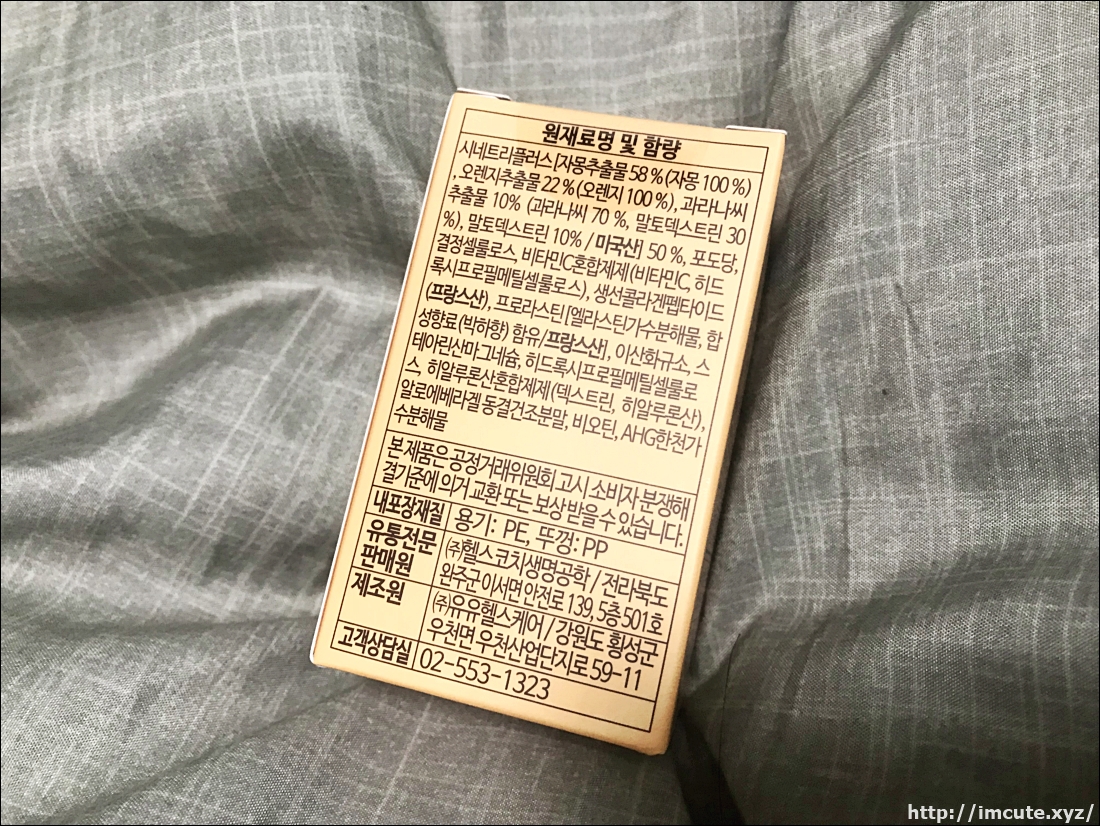 원재료명 및 함량
시네트리플러스[자몽추출물 58 % (자몽 100 %)
, 오렌지추출물 22 % (오렌지 100 %), 과라나씨
추출물 10% (과라나씨 70 %, 말토덱스트린 30
%), 말토덱스트린 10% / 미국산] 50 %, 포도당,
결정셀룰로스, 비타민C혼합제제(비타민C, 히드
록시프로필메틸셀룰로스), 생선콜라겐펩타이드
(프랑스산), 프로라스틴[엘라스틴가수분해물, 합
성향료(박하향) 함유/프랑스산], 이산화규소, 스
테아린산마그네슘, 히드록시프로필메틸셀룰로
스, 히알루론산혼합제제(덱스트린, 히알루론산),
알로에베라겔 동결건조분말, 비오틴, AHG한천가
수분해물
본 제품은 공정거래위원회 고시 소비자 분쟁해
결기준에 의거 교환 또는 보상 받을 수 있습니다.
내포장재질 용기: PE, 뚜껑: PP
유통전문 ㈜헬스코치생명공학 / 전라북도
판매원 완주군 이서면 안전로 139, 5층 501호
제조원 ㈜유유헬스케어 / 강원도 횡성군
우천면 우천산업단지로 59-11
고객상담실 02-553-1323
http://imcute.xyz/